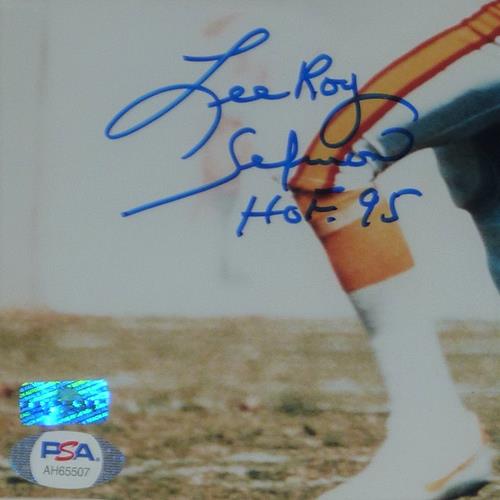 Lee Roy
Selmon
HOF. 95
PSA
AH65507